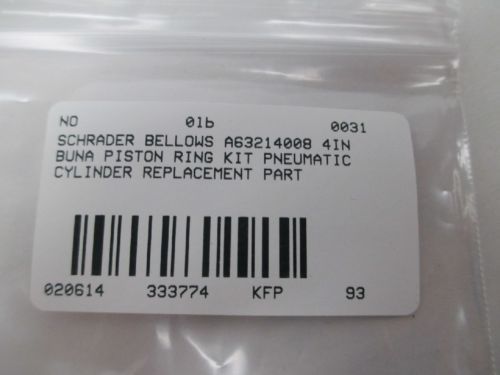 NO 01b 0031
SCHRADER BELLOWS A63214008 4IN
BUNA PISTON RING KIT PNEUMATIC
CYLINDER REPLACEMENT PART
020614 333774 KFP 93